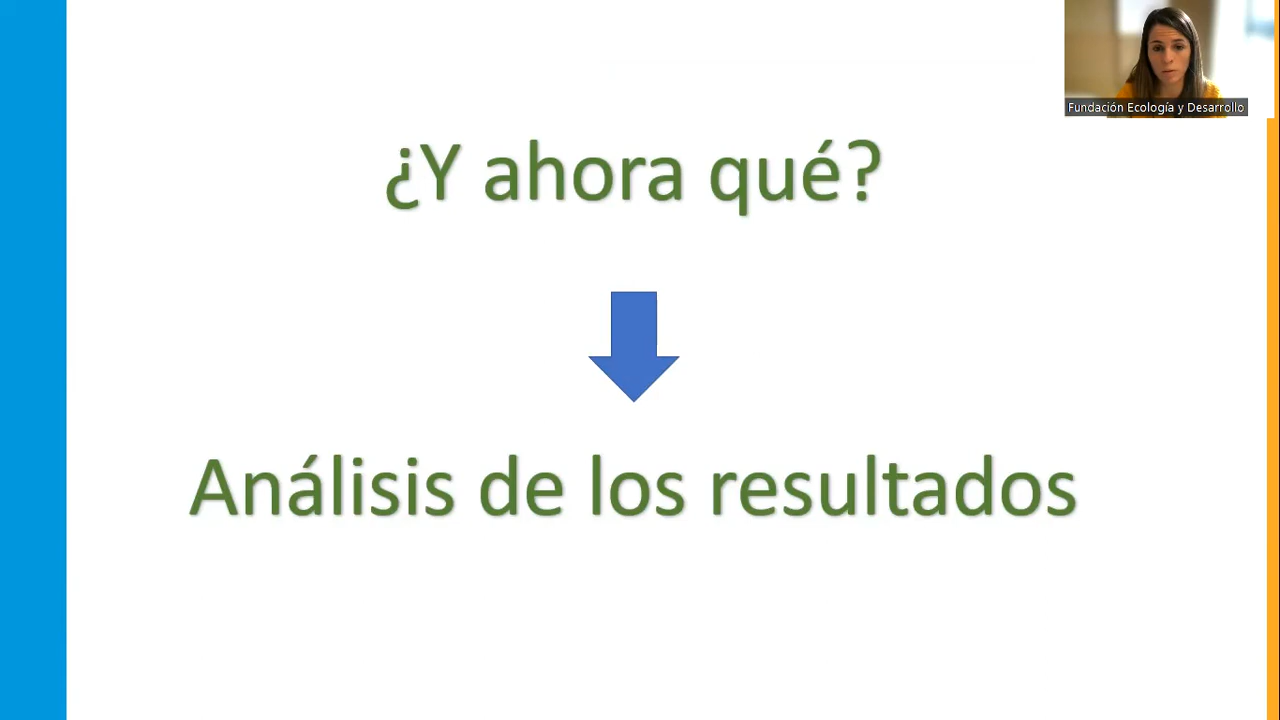 Fundación Ecología y Desarrollo
¿Y ahora qué?
Análisis de los resultados